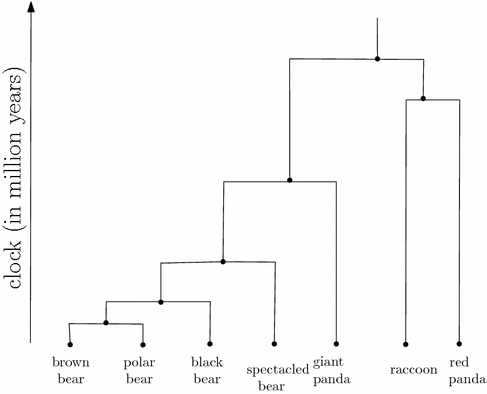 clock (in million years)
brown
bear
polar
bear
black
bear
spectacled
bear
giant
panda
raccoon
red
panda